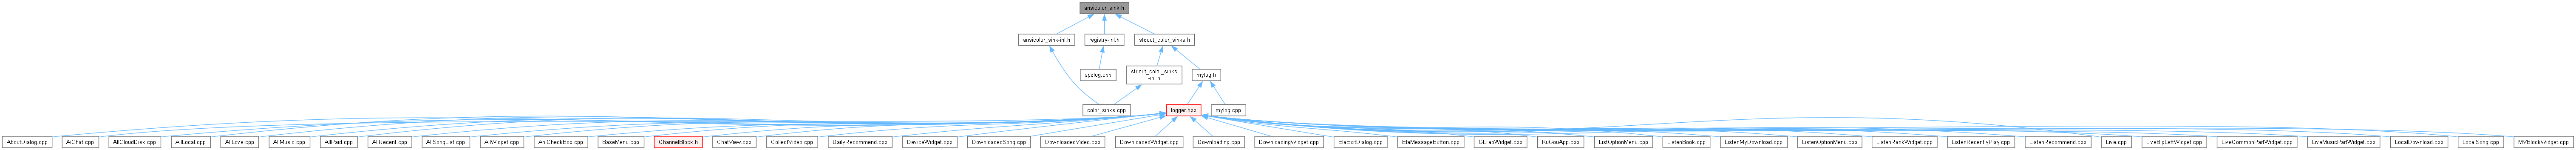 ansicolor_sink.h
ansicolor_sink-inl.h
registry-inl.h
stdout_color_sinks.h
spdlog.cpp
stdout_color_sinks
-inl.h
mylog.h
color_sinks.cpp
logger.hpp
mylog.cpp
AboutDialog.cpp
AiChat.cpp
AllCloudDisk.cpp
AllLocal.cpp
AllLove.cpp
AllMusic.cpp
AllPaid.cpp
AllRecent.cpp
AllSongList.cpp
AllWidget.cpp
AniCheckBox.cpp
BaseMenu.cpp
ChannelBlock.h
ChatView.cpp
CollectVideo.cpp
DailyRecommend.cpp
DeviceWidget.cpp
DownloadedSong.cpp
DownloadedVideo.cpp
DownloadedWidget.cpp
Downloading.cpp
DownloadingWidget.cpp
ElaExitDialog.cpp
ElaMessageButton.cpp
GLTabWidget.cpp
KuGouApp.cpp
ListOptionMenu.cpp
ListenBook.cpp
ListenMyDownload.cpp
ListenOptionMenu.cpp
ListenRankWidget.cpp
ListenRecentlyPlay.cpp
ListenRecommend.cpp
Live.cpp
LiveBigLeftWidget.cpp
LiveCommonPartWidget.cpp
LiveMusicPartWidget.cpp
LocalDownload.cpp
LocalSong.cpp
MVBlockWidget.cpp